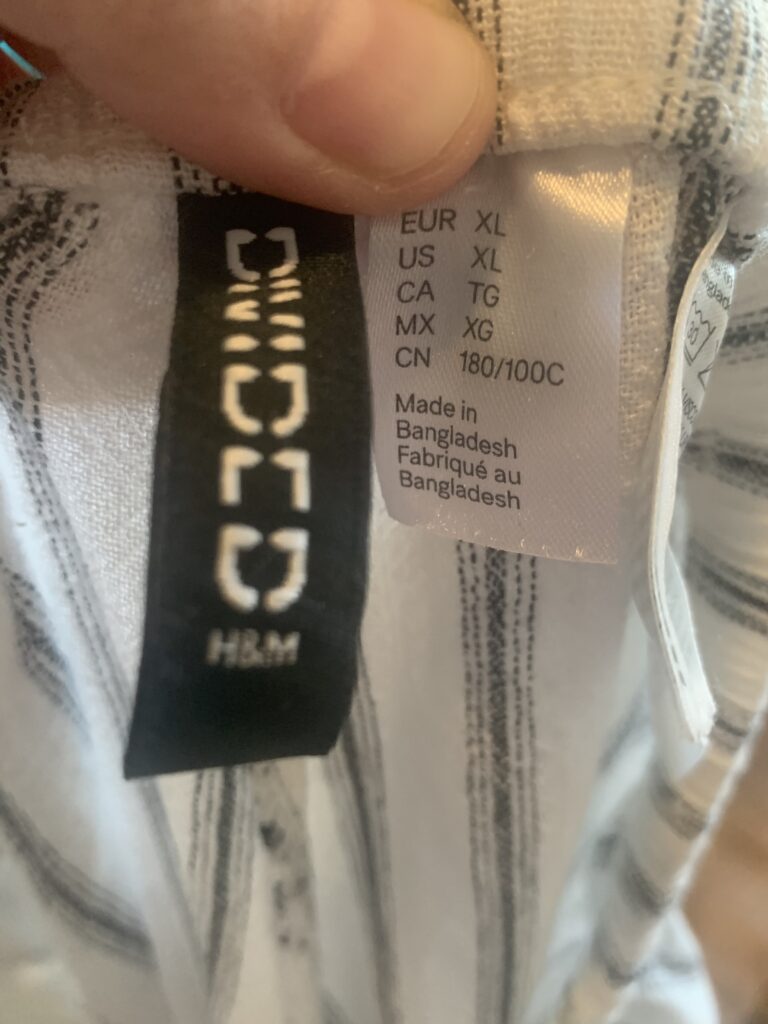 DIVIDED
H&M
EUR XL
US XL
CA TG
MX XG
CN 180/100C
Made in
Bangladesh
Fabriqué au
Bangladesh